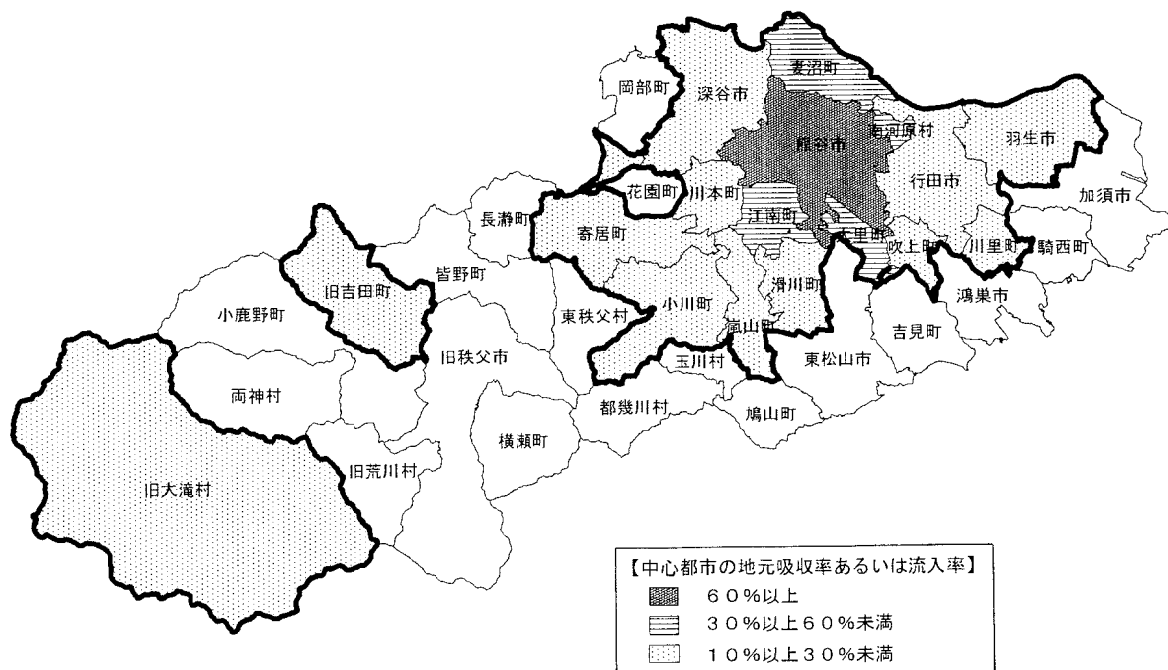 妻沼町
岡部町
深谷市
南河原村
熊谷市
羽生市
行田市
加須市
花園町
川本町
長瀞町
江南町
寄居町
大里町
吹上町
川里町
騎西町
皆野町
旧吉田町
小川町
滑川町
鴻巣市
小鹿野町
東秩父村
嵐山町
吉見町
旧秩父市
玉川村
東松山市
両神村
都幾川村
鳩山町
横瀬町
旧荒川村
旧大滝村
【中心都市の地元吸収率あるいは流入率】
60%以上
30%以上60%未満
10%以上30%未満